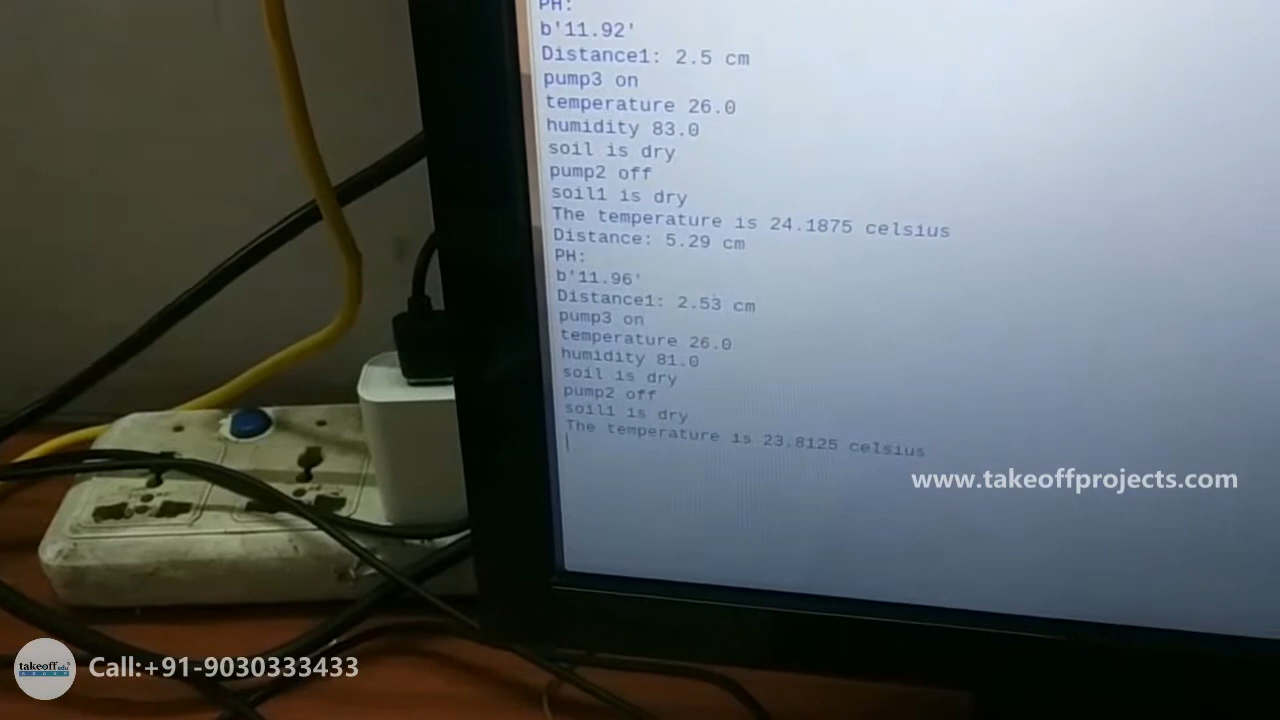 PH:
b'11.92'
Distance1: 2.5 cm
pump3 on
temperature 26.0
humidity 83.0
soil is dry
pump2 off
soil1 is dry
The temperature is 24.1875 celsius
Distance: 5.29 cm
PH:
b'11.96'
Distance1: 2.53 cm
pump3 on
temperature 26.0
humidity 81.0
soil is dry
pump2 off
soil1 is dry
The temperature is 23.8125 celsius
www.takeoffprojects.com
takeoff edu
Call:+91-9030333433